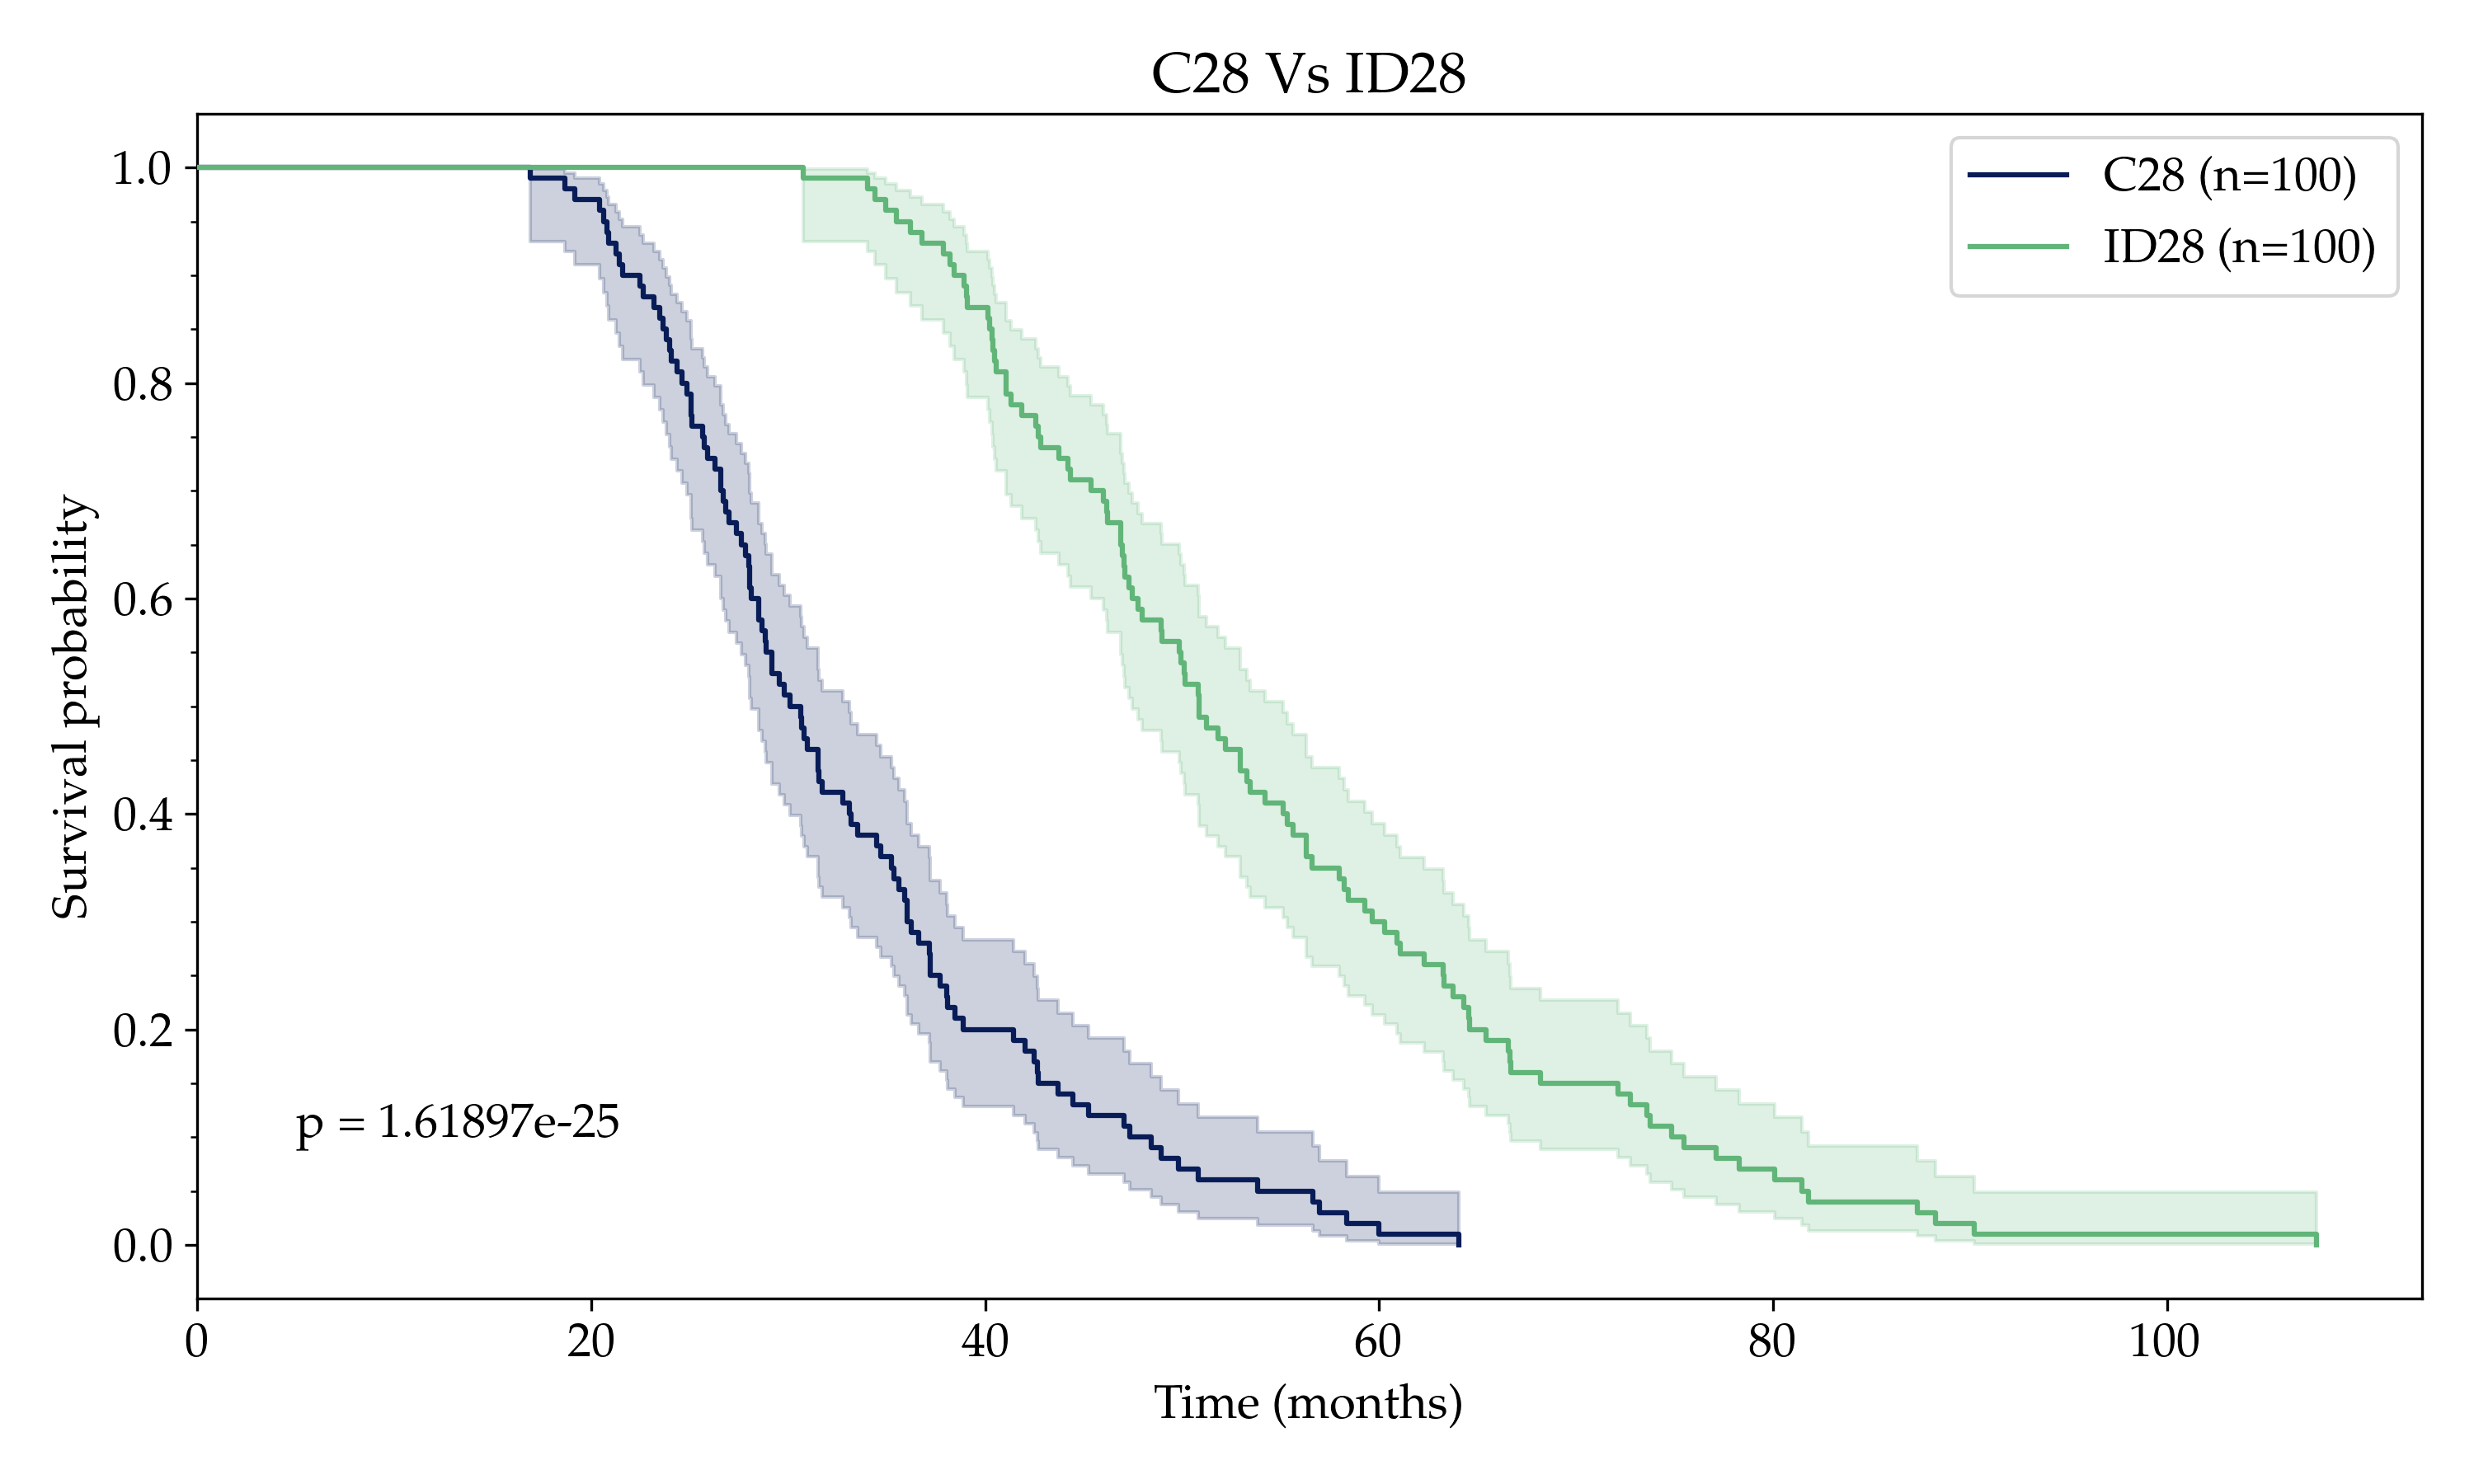 C28 Vs ID28
C28 (n=100)
ID28 (n=100)
1.0
0.8
0.6
0.4
0.2
0.0
Survival probability
p = 1.61897e-25
0 20 40 60 80 100
Time (months)